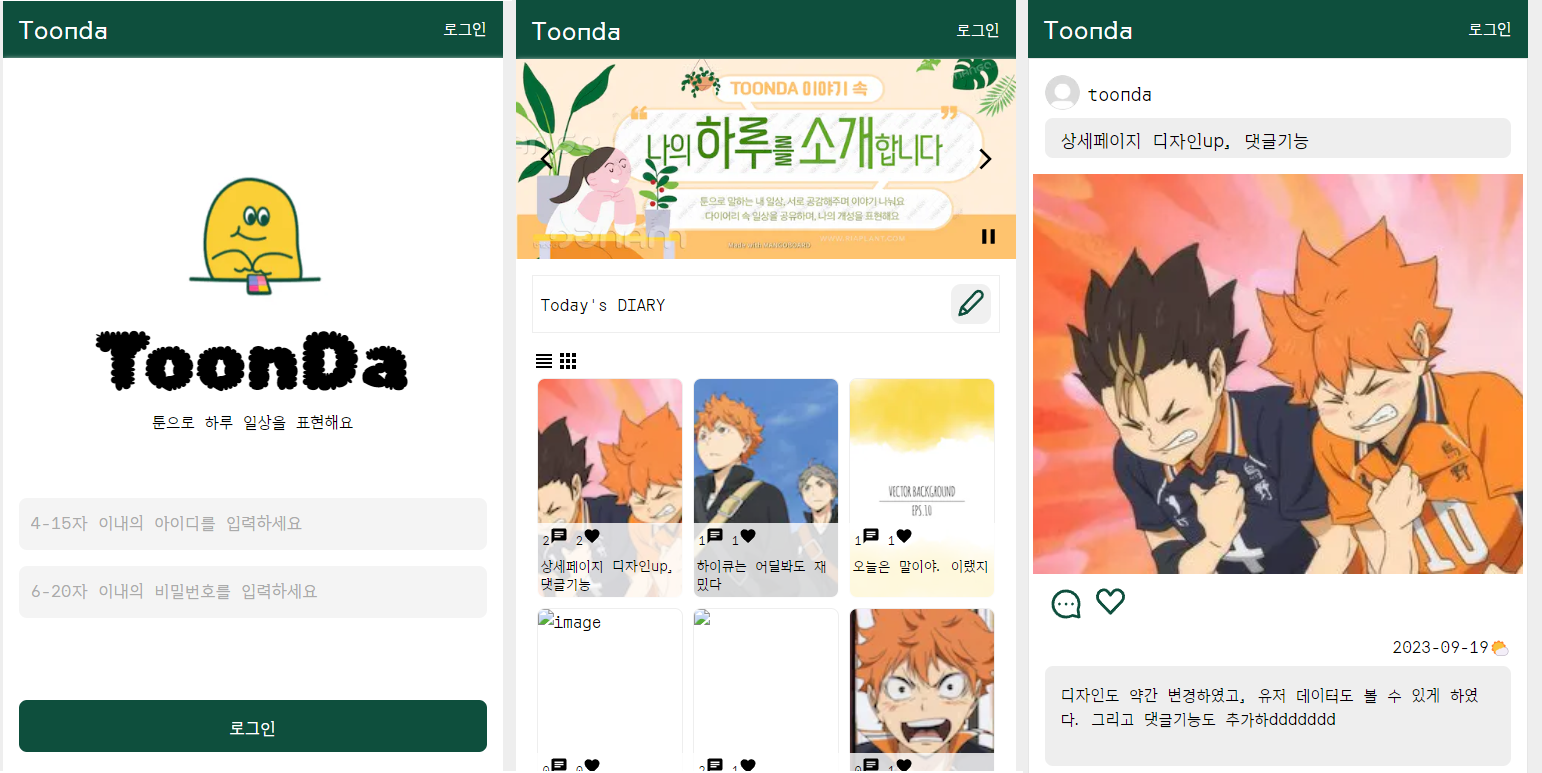 Toonda
로그인
ToonDa
툰으로 하루 일상을 표현해요
4-15자 이내의 아이디를 입력하세요
6-20자 이내의 비밀번호를 입력하세요
로그인
Toonda
로그인
TOONDA 이야기 속
“나의 하루를 소개합니다”
툰으로 말하는 내 일상, 서로 공감해주며 이야기 나눠요
다이어리 속 일상을 공유하며, 나의 개성을 표현해요
Made with MANGOBOARD
Today's DIARY
2 2
상세페이지 디자인up,
댓글기능
1 1
하이큐는 어딜봐도 재
밌다
1 1
VECTOR BACKGROUND
EPS.10
오늘은 말이야. 이랬지
image
0 0
2 1
0 1
Toonda
로그인
toonda
상세페이지 디자인up, 댓글기능
烏野
烏野
10
2023-09-19
디자인도 약간 변경하였고, 유저 데이터도 볼 수 있게 하였
다. 그리고 댓글기능도 추가하ddddddd